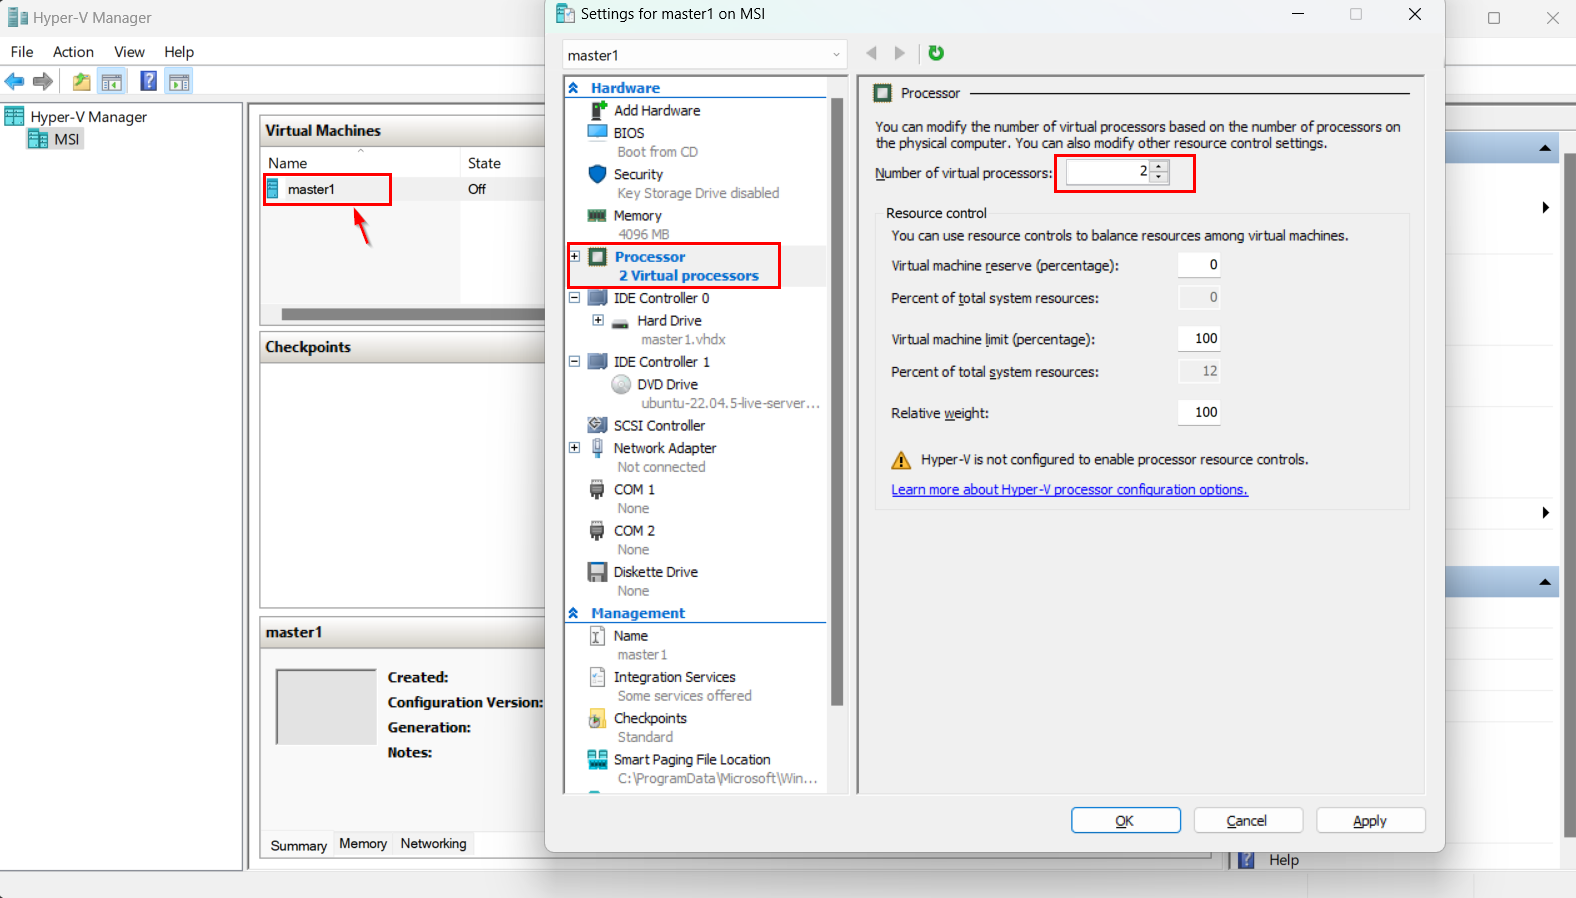 Hyper-V Manager
File Action View Help
Hyper-V Manager
MSI
Virtual Machines
Name State
master1 Off
Checkpoints
master1
Created:
Configuration Version:
Generation:
Notes:
Summary Memory Networking
Settings for master1 on MSI
master1
Hardware
Add Hardware
BIOS
Boot from CD
Security
Key Storage Drive disabled
Memory
4096 MB
Processor
2 Virtual processors
IDE Controller 0
Hard Drive
master1.vhdx
IDE Controller 1
DVD Drive
ubuntu-22.04.5-live-server...
SCSI Controller
Network Adapter
Not connected
COM 1
None
COM 2
None
Diskette Drive
None
Management
Name
master1
Integration Services
Some services offered
Checkpoints
Standard
Smart Paging File Location
C:\ProgramData\Microsoft\Win...
Processor
You can modify the number of virtual processors based on the number of processors on
the physical computer. You can also modify other resource control settings.
Number of virtual processors: 2
Resource control
You can use resource controls to balance resources among virtual machines.
Virtual machine reserve (percentage): 0
Percent of total system resources: 0
Virtual machine limit (percentage): 100
Percent of total system resources: 12
Relative weight: 100
Hyper-V is not configured to enable processor resource controls.
Learn more about Hyper-V processor configuration options.
OK Cancel Apply
Help